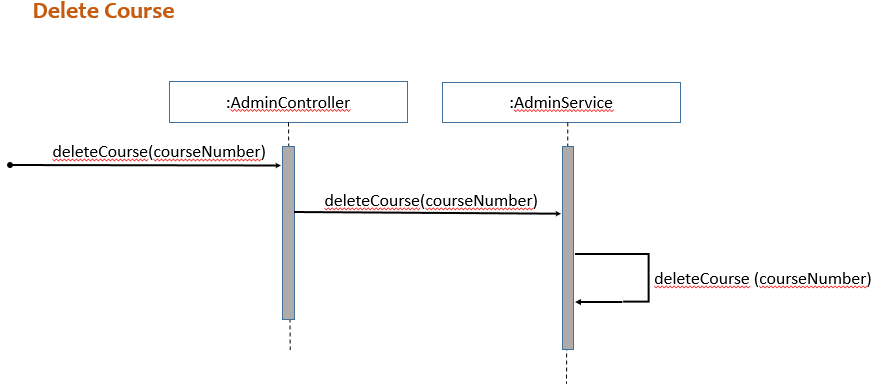 Delete Course
:AdminController
:AdminService
deleteCourse(courseNumber)
deleteCourse(courseNumber)
deleteCourse (courseNumber)